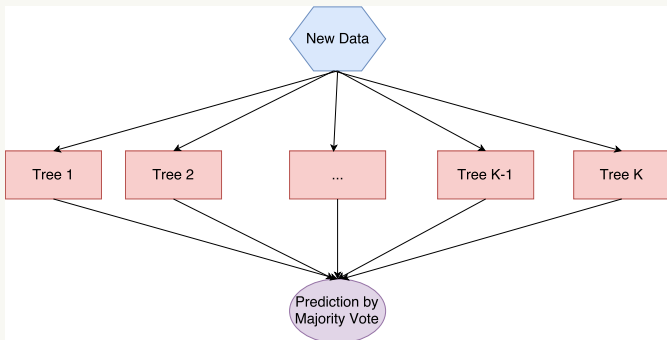 New Data
Tree 1
Tree 2
...
Tree K-1
Tree K
Prediction by
Majority Vote